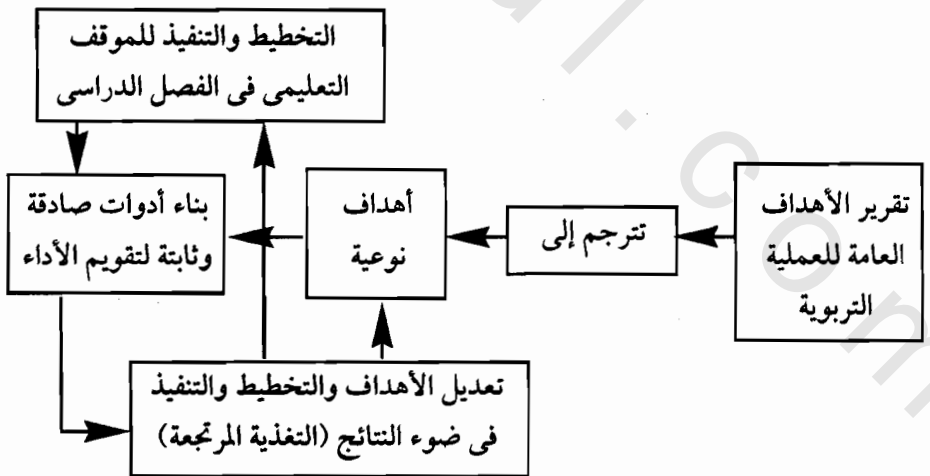 التخطيط والتنفيذ للموقف
التعليمى فى الفصل الدراسى
تقرير الأهداف
العامة للعملية
التربوية
تترجم إلى
أهداف
نوعية
بناء أدوات صادقة
وثابتة لتقويم الأداء
تعديل الأهداف والتخطيط والتنفيذ
فى ضوء النتائج (التغذية المرتجعة)